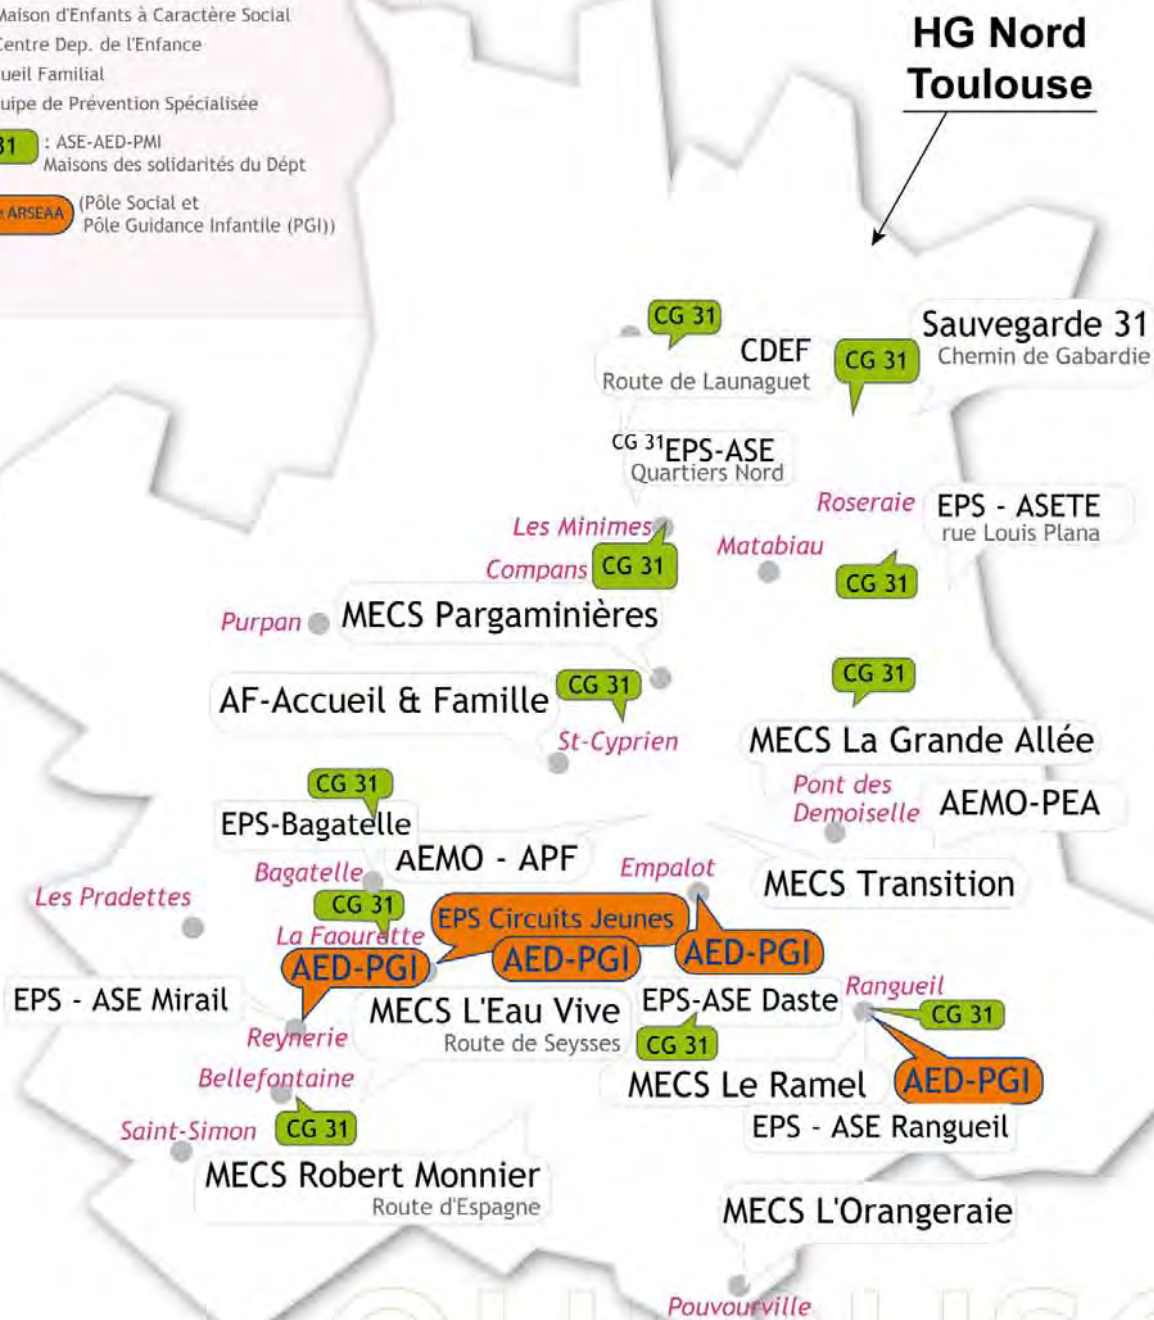 Maison d'Enfants à Caractère Social
Centre Dep. de l'Enfance
ueil Familial
uipe de Prévention Spécialisée
31 : ASE-AED-PMI
Maisons des solidarités du Dépt
ARSEAA (Pôle Social et
Pôle Guidance Infantile (PGI))
HG Nord
Toulouse
CG 31
CDEF
Route de Launaguet
CG 31
Sauvegarde 31
Chemin de Gabardie
CG 31 EPS-ASE
Quartiers Nord
Roseraie
EPS - ASETE
rue Louis Plana
Les Minimes
Matabiau
Compans
CG 31
CG 31
Purpan
MECS Pargaminières
CG 31
AF-Accueil & Famille
CG 31
St-Cyprien
MECS La Grande Allée
CG 31
Pont des
Demoiselle
AEMO-PEA
EPS-Bagatelle
AEMO - APF
Bagatelle
Empalot
MECS Transition
Les Pradettes
CG 31
EPS Circuits Jeunes
La Faourette
AED-PGI
AED-PGI
AED-PGI
EPS - ASE Mirail
MECS L'Eau Vive
Route de Seysses
EPS-ASE Daste
Rangueil
CG 31
Reynerie
CG 31
Bellefontaine
MECS Le Ramel
AED-PGI
Saint-Simon
CG 31
EPS - ASE Rangueil
MECS Robert Monnier
Route d'Espagne
MECS L'Orangeraie
Pouvourville